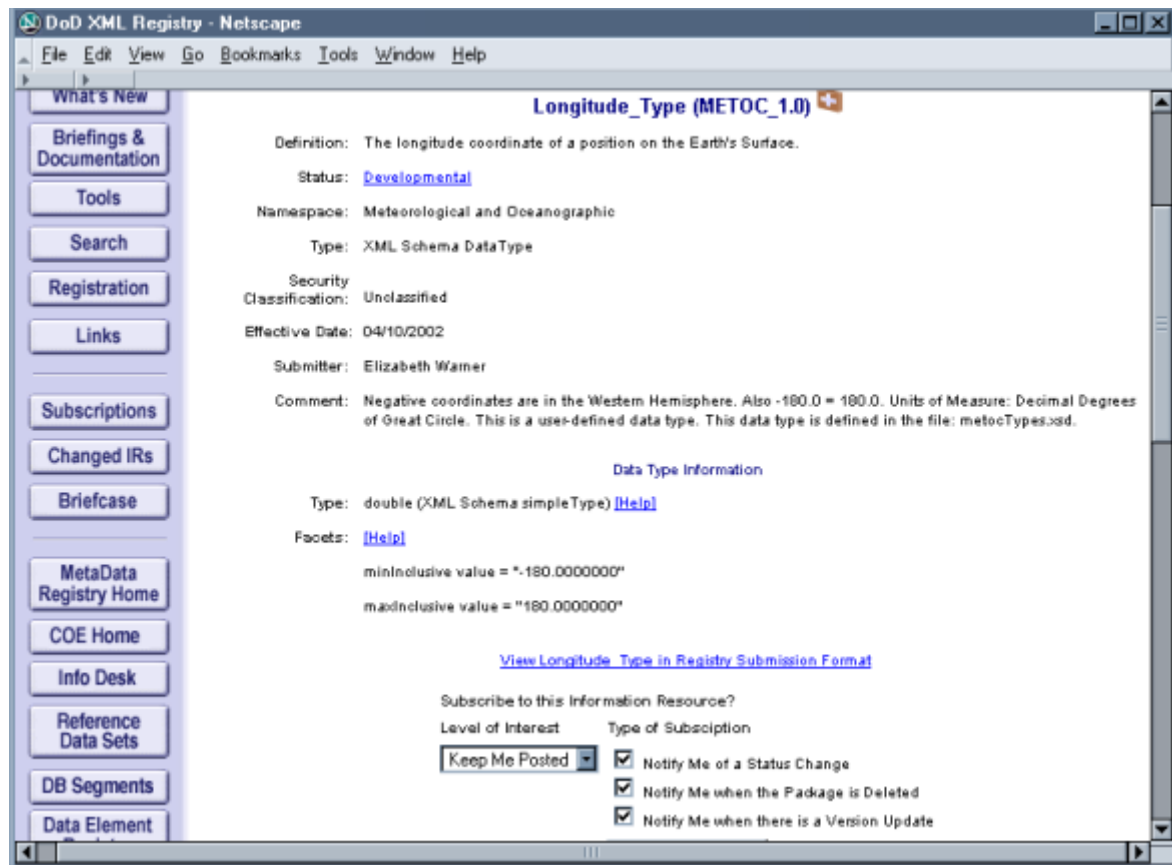 DoD XML Registry - Netscape
File Edit View Go Bookmarks Tools Window Help
What's New
Briefings &
Documentation
Tools
Search
Registration
Links
Subscriptions
Changed IRs
Briefcase
MetaData
Registry Home
COE Home
Info Desk
Reference
Data Sets
DB Segments
Data Element
Longitude_Type (METOC_1.0)
Definition: The longitude coordinate of a position on the Earth's Surface.
Status: Developmental
Namespace: Meteorological and Oceanographic
Type: XML Schema DataType
Security
Classification: Unclassified
Effective Date: 04/10/2002
Submitter: Elizabeth Warner
Comment: Negative coordinates are in the Western Hemisphere. Also -180.0 = 180.0. Units of Measure: Decimal Degrees
of Great Circle. This is a user-defined data type. This data type is defined in the file: metocTypes.xsd.
Data Type Information
Type: double (XML Schema simpleType) [Help]
Facets: [Help]
minInclusive value = "-180.0000000"
maxInclusive value = "180.0000000"
View Longitude_Type in Registry Submission Format
Subscribe to this Information Resource?
Level of Interest Type of Subsciption
Keep Me Posted
Notify Me of a Status Change
Notify Me when the Package is Deleted
Notify Me when there is a Version Update